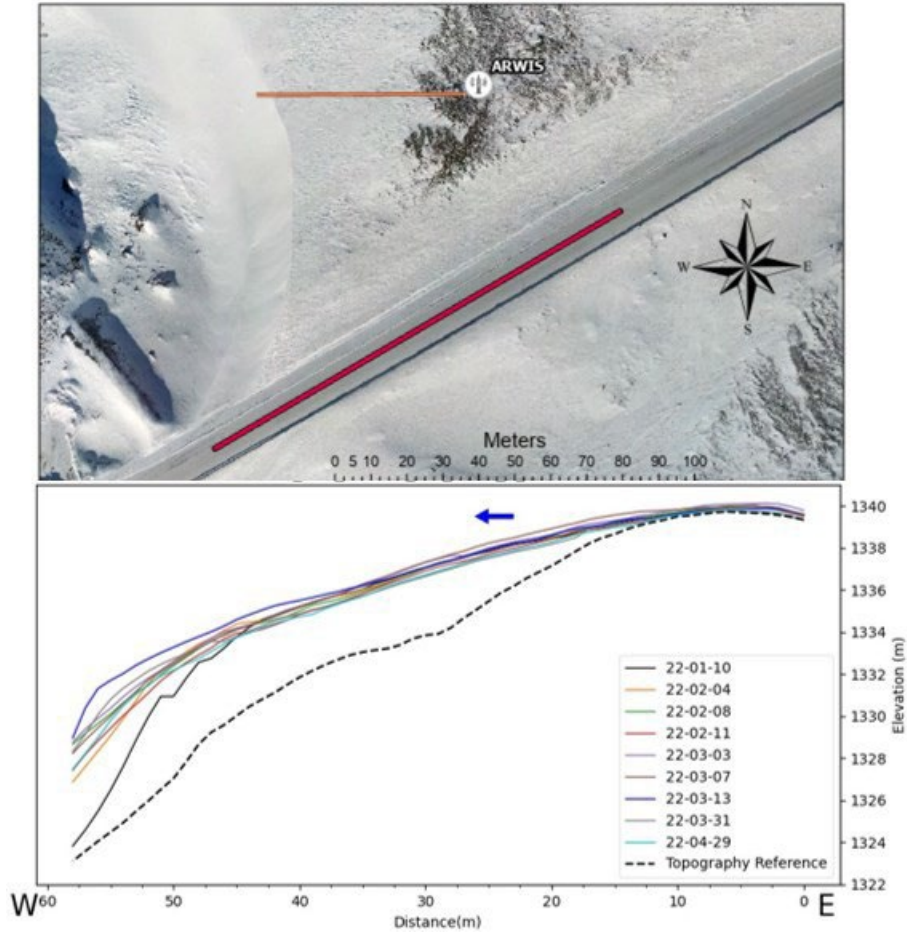 ARWIS
N
W E
S
Meters
0 5 10 20 30 40 50 60 70 80 90 100
1340
1338
1336
1334
1332
1330
1328
1326
1324
1322
Elevation (m)
22-01-10
22-02-04
22-02-08
22-02-11
22-03-03
22-03-07
22-03-13
22-03-31
22-04-29
Topography Reference
W 60 50 40 30 20 10 0 E
Distance(m)